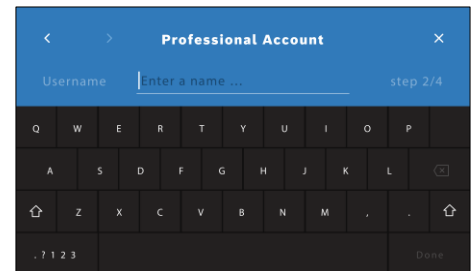 Professional Account
Username Enter a name ... step 2/4
Q W E R T Y U I O P
A S D F G H J K L
Z X C V B N M , .
.?123 Done